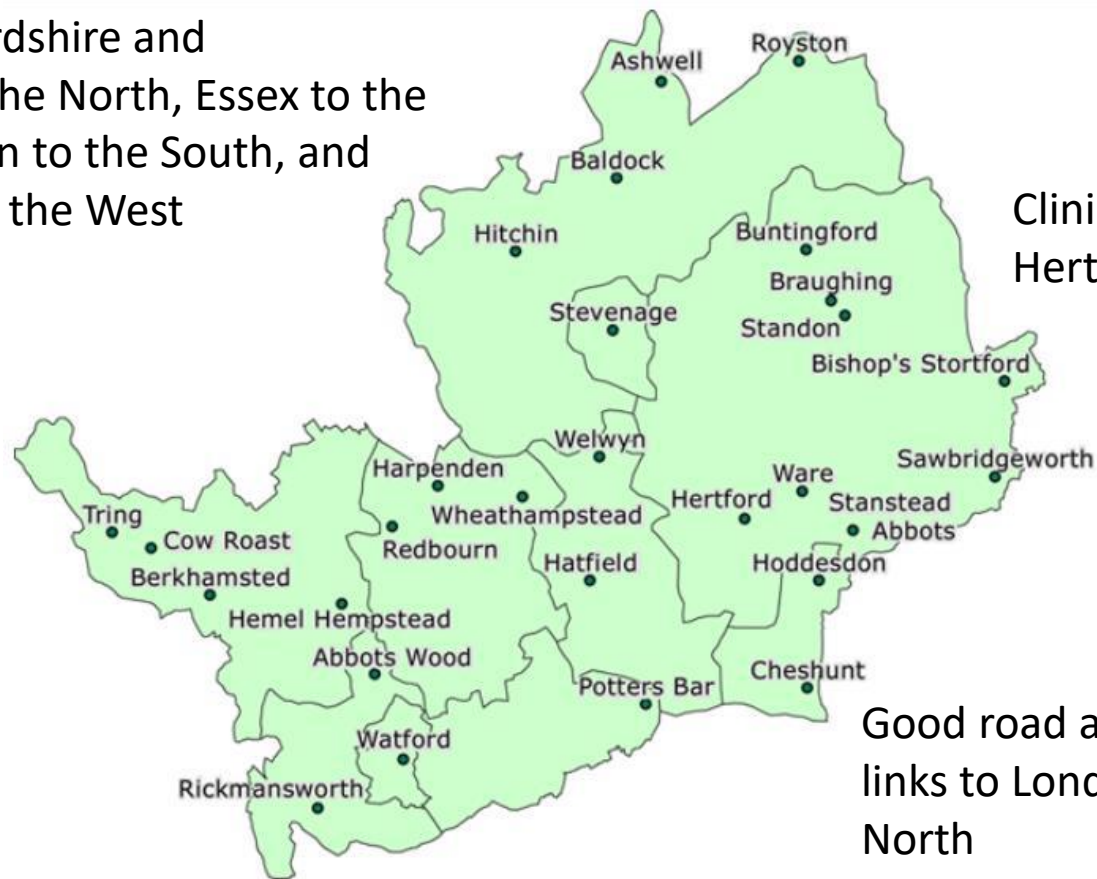 rdshire and
he North, Essex to the
n to the South, and
the West
Royston
Ashwell
Baldock
Clini
Hert
Hitchin
Buntingford
Braughing
Stevenage
Standon
Bishop's Stortford
Welwyn
Harpenden
Sawbridgeworth
Ware
Hertford
Stanstead
Abbots
Wheathampstead
Tring
Cow Roast
Redbourn
Hatfield
Hoddesdon
Berkhamsted
Hemel Hempstead
Abbots Wood
Cheshunt
Potters Bar
Good road a
links to Lond
North
Watford
Rickmansworth